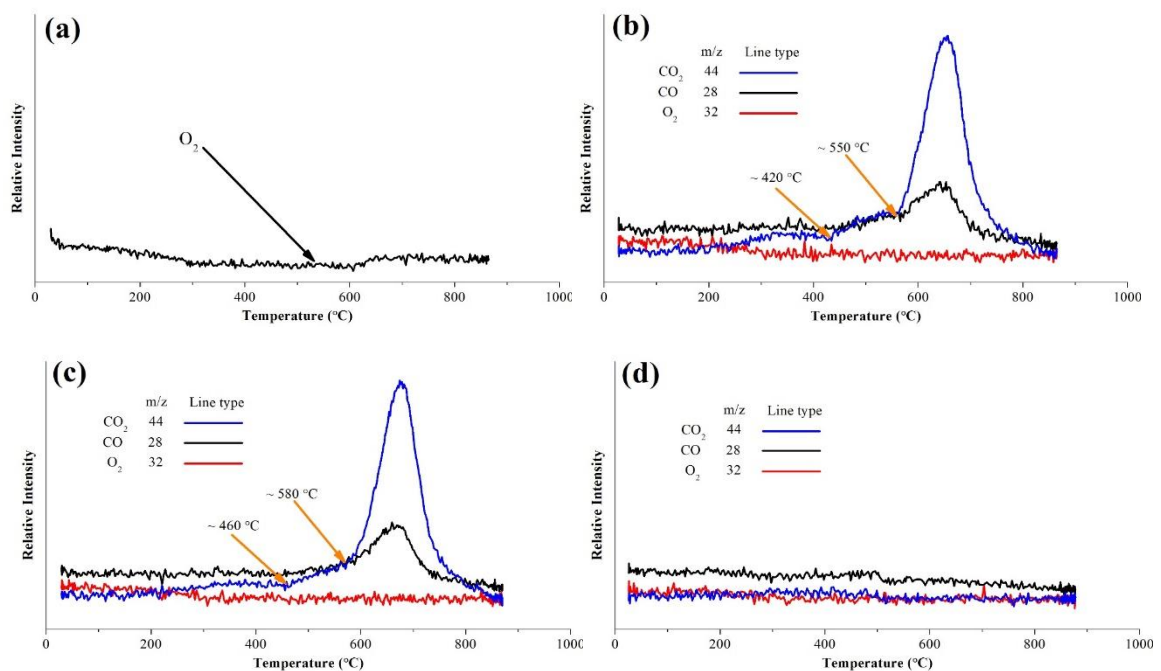 (a)
Relative Intensity
O2
0 200 400 600 800 1000
Temperature (°C)
(b)
Relative Intensity
m/z Line type
CO2 44
CO 28
O2 32
~ 550 °C
~ 420 °C
0 200 400 600 800 1000
Temperature (°C)
(c)
Relative Intensity
m/z Line type
CO2 44
CO 28
O2 32
~ 580 °C
~ 460 °C
0 200 400 600 800 1000
Temperature (°C)
(d)
Relative Intensity
m/z Line type
CO2 44
CO 28
O2 32
0 200 400 600 800 1000
Temperature (°C)